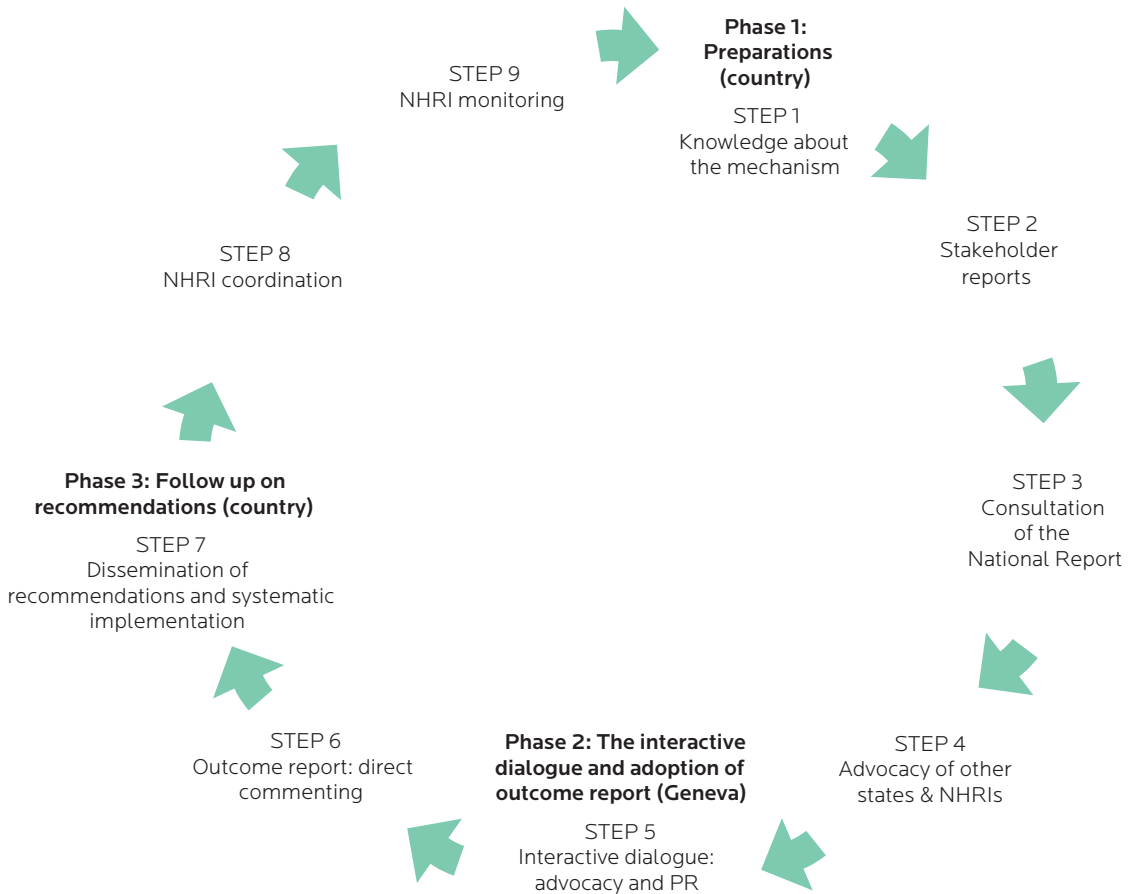 Phase 1:
Preparations
(country)
STEP 1
Knowledge about
the mechanism
STEP 2
Stakeholder
reports
STEP 3
Consultation
of the
National Report
STEP 4
Advocacy of other
states & NHRIs
Phase 2: The interactive
dialogue and adoption of
outcome report (Geneva)
STEP 5
Interactive dialogue:
advocacy and PR
STEP 6
Outcome report: direct
commenting
Phase 3: Follow up on
recommendations (country)
STEP 7
Dissemination of
recommendations and systematic
implementation
STEP 8
NHRI coordination
STEP 9
NHRI monitoring